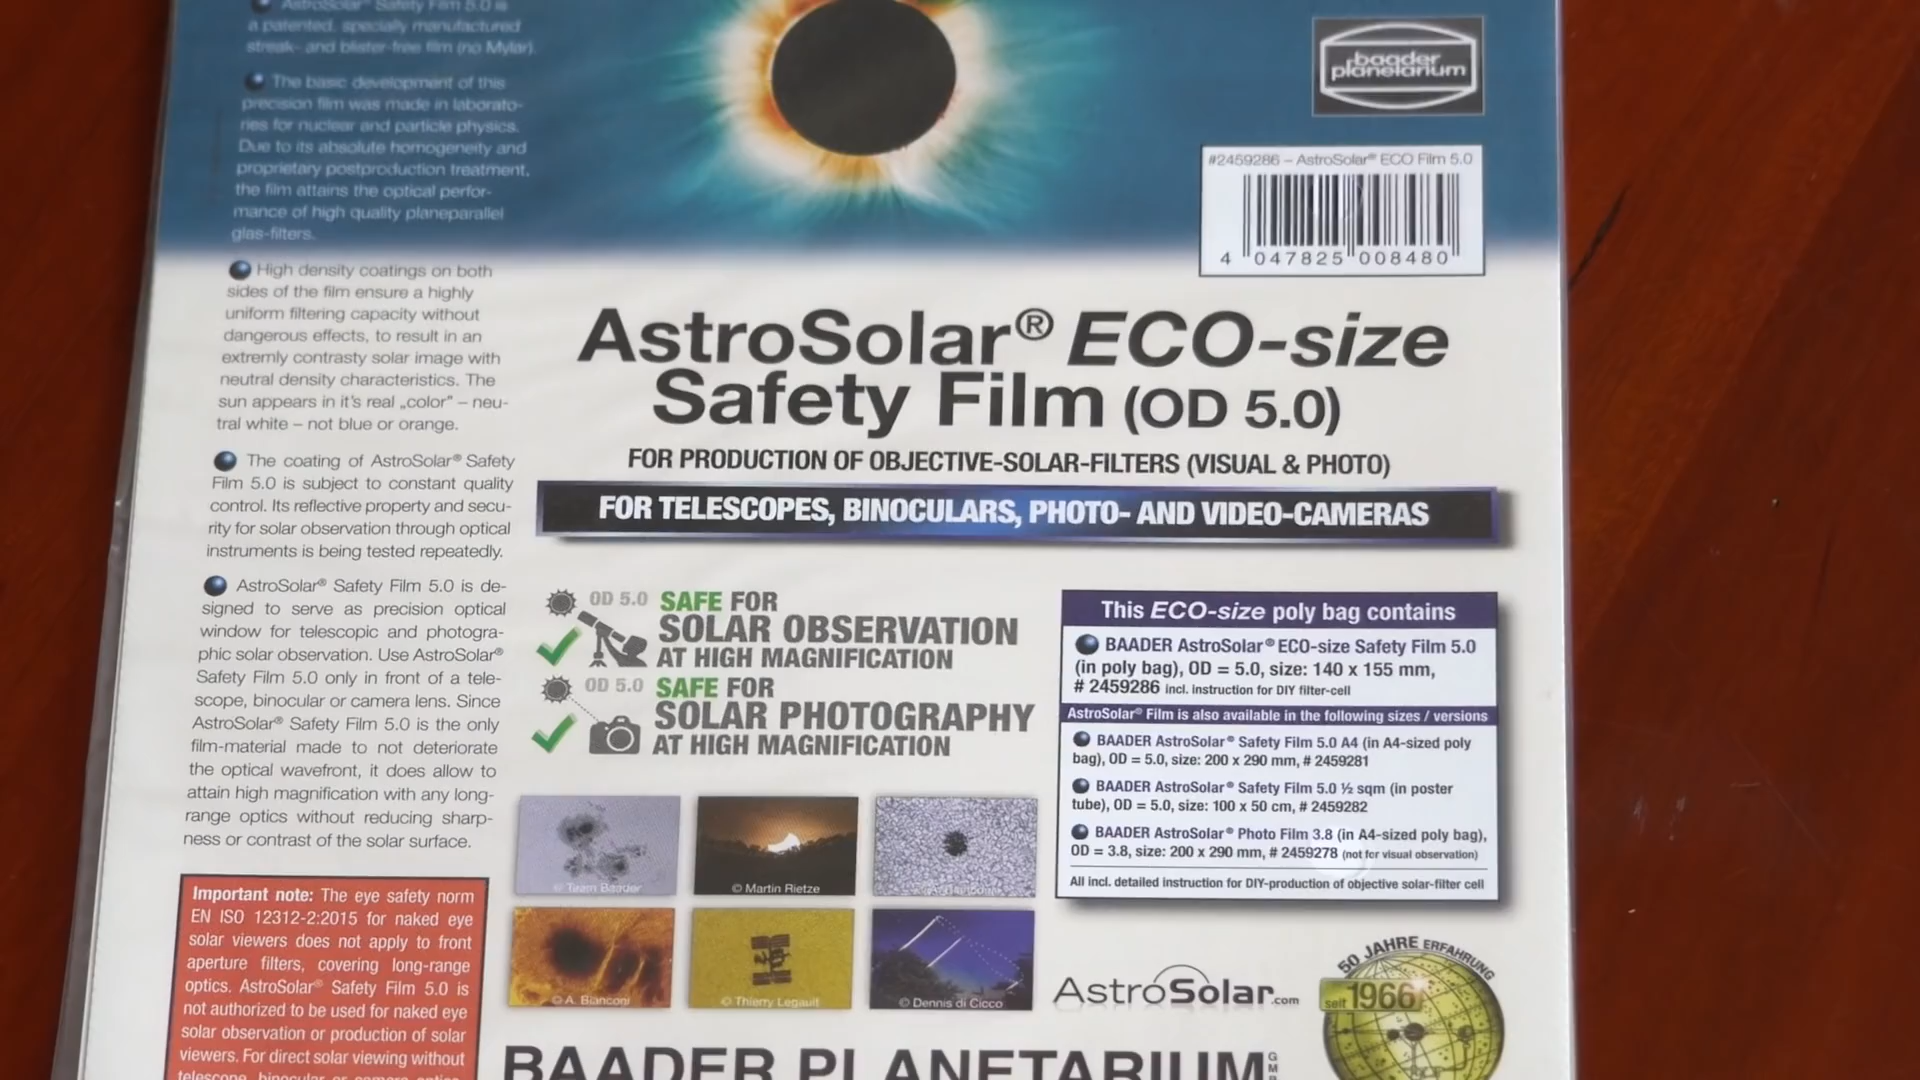 AstroSolar® Safety Film 5.0 is
a patented, specially manufactured
streak- and blister-free film (no Mylar).
The basic development of this
precision film was made in laborato-
ries for nuclear and particle physics.
Due to its absolute homogeneity and
proprietary postproduction treatment,
the film attains the optical perfor-
mance of high quality planeparallel
glas-filters.
High density coatings on both
sides of the film ensure a highly
uniform filtering capacity without
dangerous effects, to result in an
extremly contrasty solar image with
neutral density characteristics. The
sun appears in it's real „color" – neu-
tral white – not blue or orange.
The coating of AstroSolar® Safety
Film 5.0 is subject to constant quality
control. Its reflective property and secu-
rity for solar observation through optical
instruments is being tested repeatedly.
AstroSolar® Safety Film 5.0 is de-
signed to serve as precision optical
window for telescopic and photogra-
phic solar observation. Use AstroSolar®
Safety Film 5.0 only in front of a tele-
scope, binocular or camera lens. Since
AstroSolar® Safety Film 5.0 is the only
film-material made to not deteriorate
the optical wavefront, it does allow to
attain high magnification with any long-
range optics without reducing sharp-
ness or contrast of the solar surface.
Important note: The eye safety norm
EN ISO 12312-2:2015 for naked eye
solar viewers does not apply to front
aperture filters, covering long-range
optics. AstroSolar® Safety Film 5.0 is
not authorized to be used for naked eye
solar observation or production of solar
viewers. For direct solar viewing without
telescope, binocular or camera optics,
baader
planetarium
#2459286 – AstroSolar® ECO Film 5.0
4 047825 008480
AstroSolar® ECO-size
Safety Film (OD 5.0)
FOR PRODUCTION OF OBJECTIVE-SOLAR-FILTERS (VISUAL & PHOTO)
FOR TELESCOPES, BINOCULARS, PHOTO- AND VIDEO-CAMERAS
OD 5.0 SAFE FOR
SOLAR OBSERVATION
AT HIGH MAGNIFICATION
OD 5.0 SAFE FOR
SOLAR PHOTOGRAPHY
AT HIGH MAGNIFICATION
This ECO-size poly bag contains
BAADER AstroSolar® ECO-size Safety Film 5.0
(in poly bag), OD = 5.0, size: 140 x 155 mm,
# 2459286 incl. instruction for DIY filter-cell
AstroSolar® Film is also available in the following sizes / versions
BAADER AstroSolar® Safety Film 5.0 A4 (in A4-sized poly
bag), OD = 5.0, size: 200 x 290 mm, # 2459281
BAADER AstroSolar® Safety Film 5.0 ½ sqm (in poster
tube), OD = 5.0, size: 100 x 50 cm, # 2459282
BAADER AstroSolar® Photo Film 3.8 (in A4-sized poly bag),
OD = 3.8, size: 200 x 290 mm, # 2459278 (not for visual observation)
All incl. detailed instruction for DIY-production of objective solar-filter cell
© Team Baader
© Martin Rietze
© A. Bianconi
© Thierry Legault
© Dennis di Cicco
AstroSolar.com
50 JAHRE ERFAHRUNG
seit 1966
BAADER PLANETARIUM